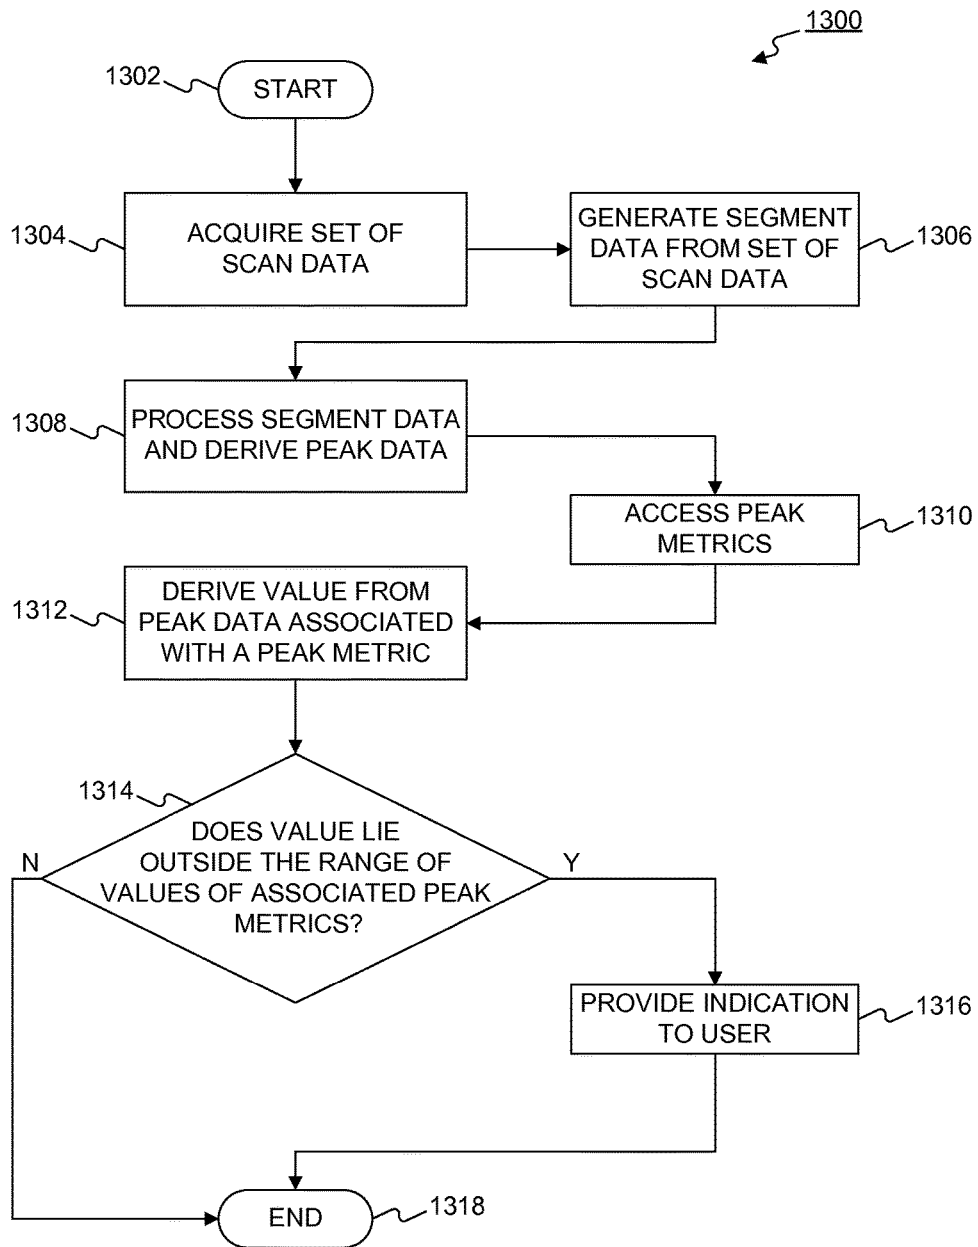 1300
1302
START
1304
ACQUIRE SET OF
SCAN DATA
GENERATE SEGMENT
DATA FROM SET OF
SCAN DATA
1306
1308
PROCESS SEGMENT DATA
AND DERIVE PEAK DATA
ACCESS PEAK
METRICS
1310
1312
DERIVE VALUE FROM
PEAK DATA ASSOCIATED
WITH A PEAK METRIC
1314
DOES VALUE LIE
OUTSIDE THE RANGE OF
VALUES OF ASSOCIATED PEAK
METRICS?
N
Y
PROVIDE INDICATION
TO USER
1316
END
1318